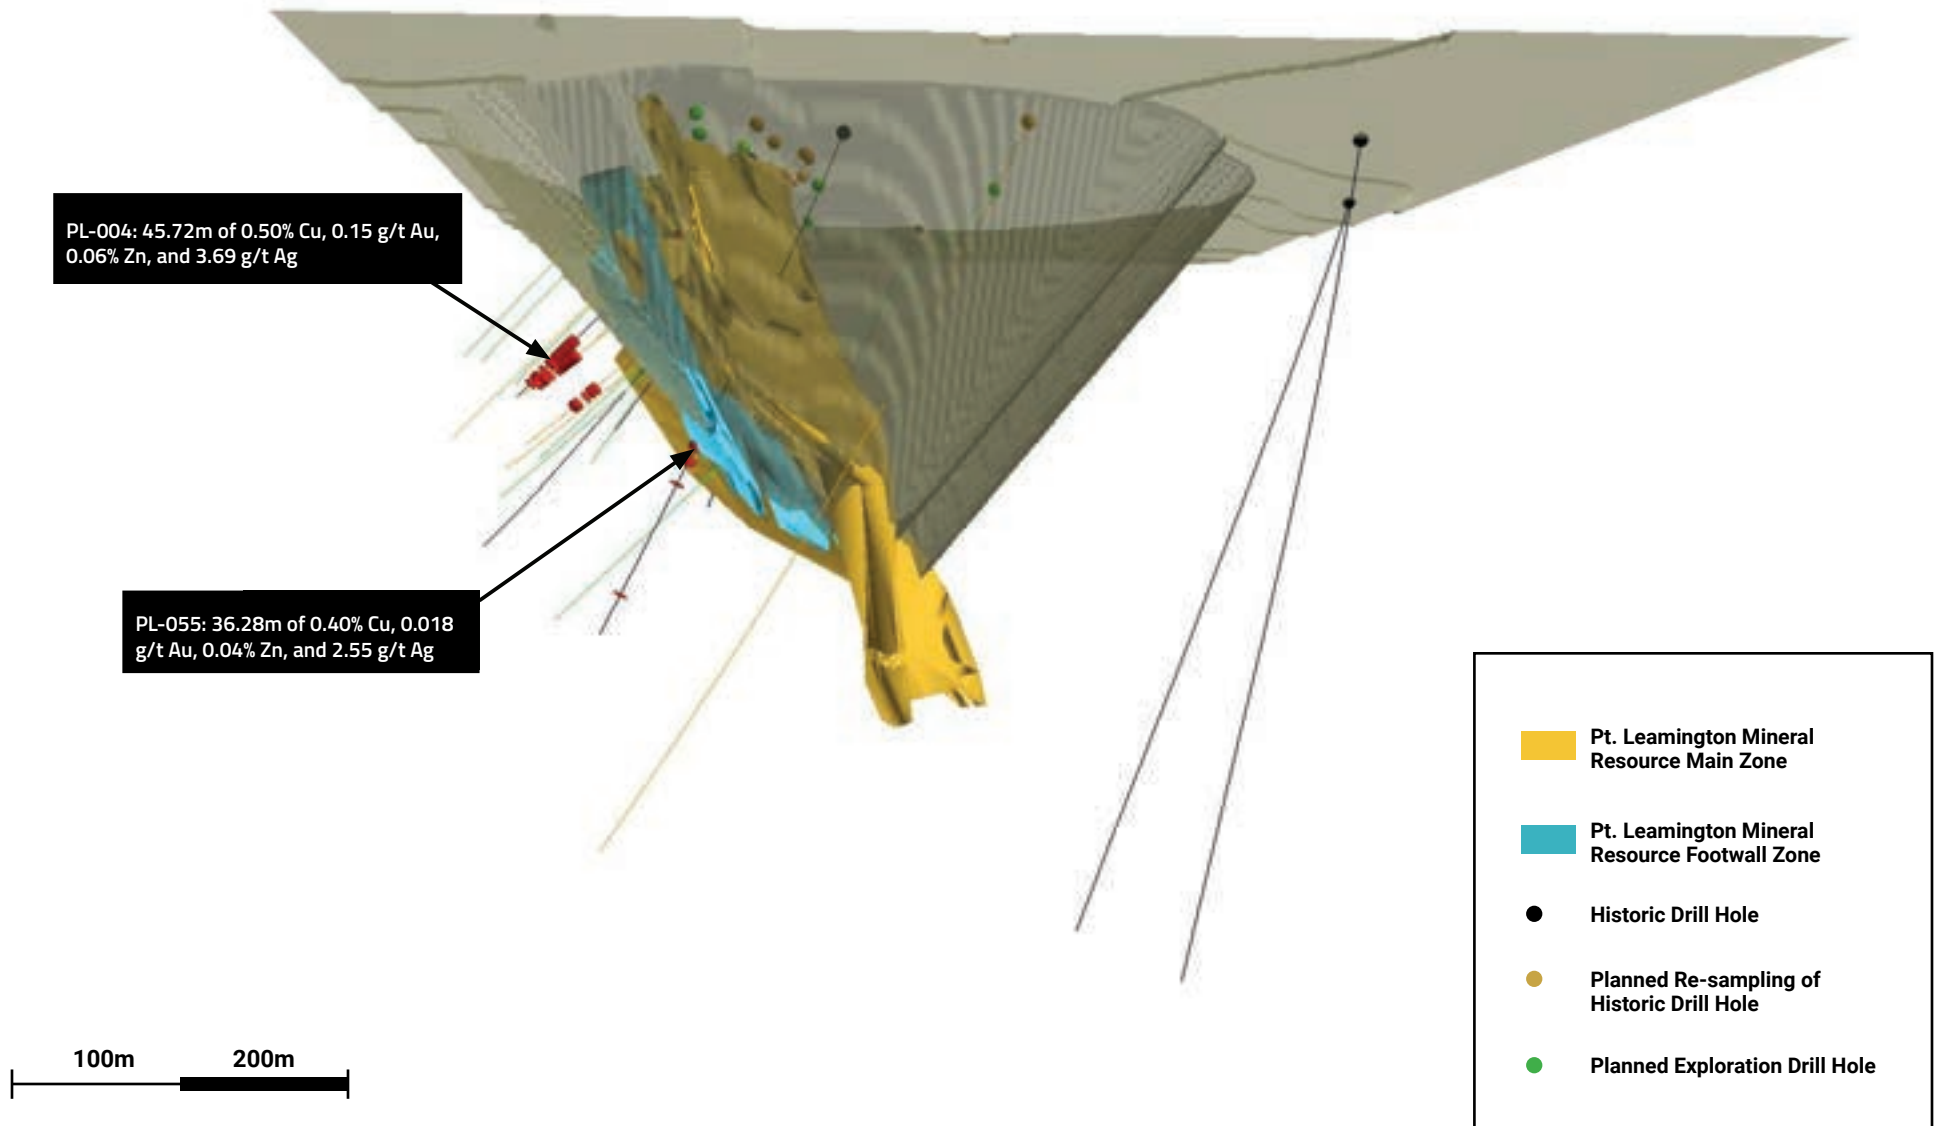 PL-004: 45.72m of 0.50% Cu, 0.15 g/t Au,
0.06% Zn, and 3.69 g/t Ag
PL-055: 36.28m of 0.40% Cu, 0.018
g/t Au, 0.04% Zn, and 2.55 g/t Ag
Pt. Leamington Mineral
Resource Main Zone
Pt. Leamington Mineral
Resource Footwall Zone
Historic Drill Hole
Planned Re-sampling of
Historic Drill Hole
Planned Exploration Drill Hole
100m 200m